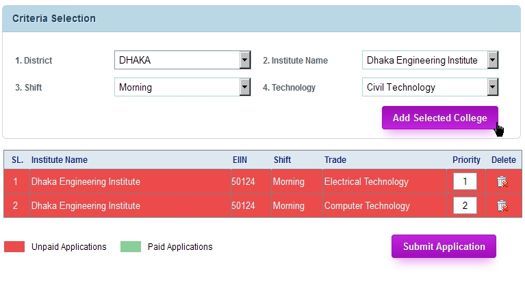 Criteria Selection
1. District DHAKA 2. Institute Name Dhaka Engineering Institute
3. Shift Morning 4. Technology Civil Technology
Add Selected College
SL. Institute Name EIIN Shift Trade Priority Delete
1 Dhaka Engineering Institute 50124 Morning Electrical Technology 1
2 Dhaka Engineering Institute 50124 Morning Computer Technology 2
Unpaid Applications Paid Applications Submit Application